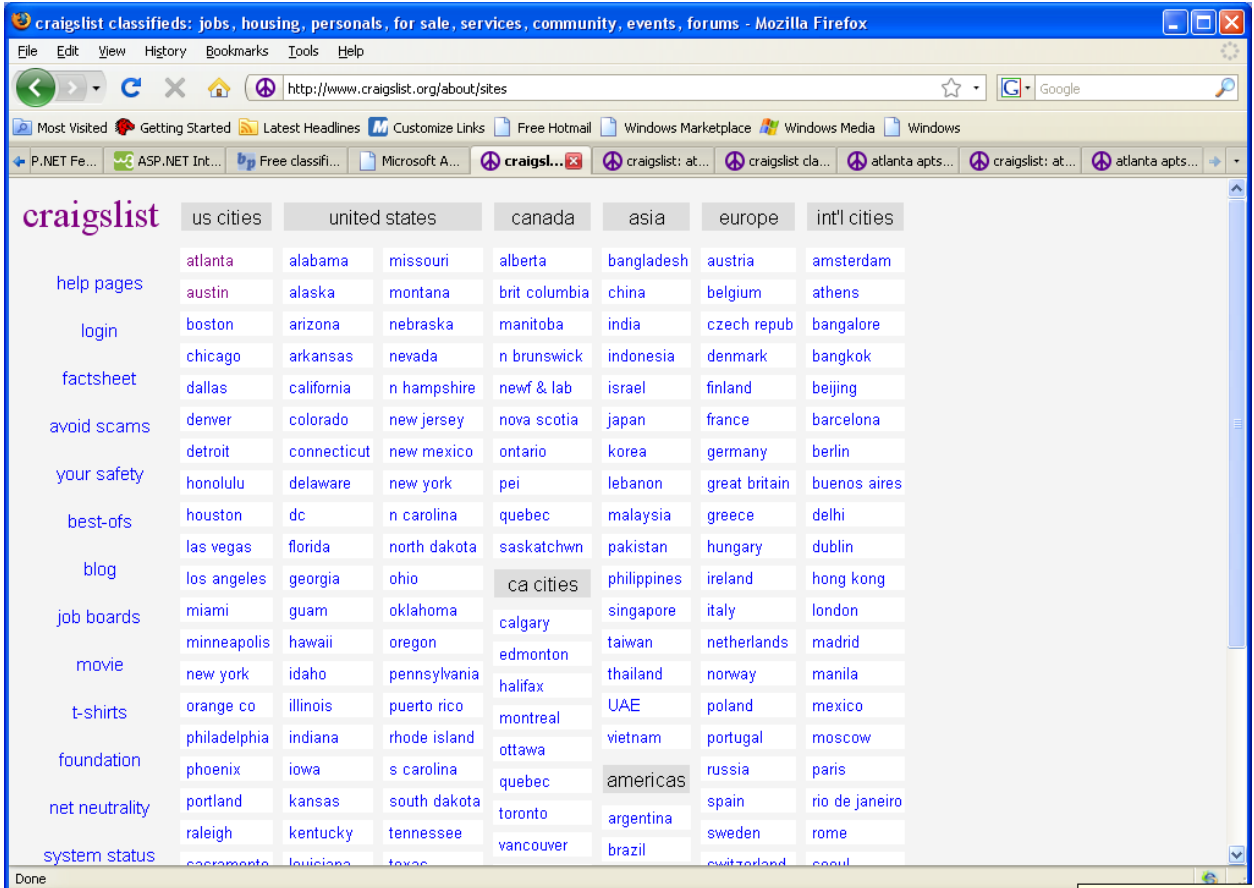 craigslist classifieds: jobs, housing, personals, for sale, services, community, events, forums - Mozilla Firefox
File Edit View History Bookmarks Tools Help
http://www.craigslist.org/about/sites
G Google
Most Visited Getting Started Latest Headlines Customize Links Free Hotmail Windows Marketplace Windows Media Windows
P.NET Fe... ASP.NET Int... Free classifi... Microsoft A... craigsl... craigslist: at... craigslist cla... atlanta apts... craigslist: at... atlanta apts...
craigslist
help pages
login
factsheet
avoid scams
your safety
best-ofs
blog
job boards
movie
t-shirts
foundation
net neutrality
system status
us cities
atlanta
austin
boston
chicago
dallas
denver
detroit
honolulu
houston
las vegas
los angeles
miami
minneapolis
new york
orange co
philadelphia
phoenix
portland
raleigh
sacramento
united states
alabama
alaska
arizona
arkansas
california
colorado
connecticut
delaware
dc
florida
georgia
guam
hawaii
idaho
illinois
indiana
iowa
kansas
kentucky
louisiana
missouri
montana
nebraska
nevada
n hampshire
new jersey
new mexico
new york
n carolina
north dakota
ohio
oklahoma
oregon
pennsylvania
puerto rico
rhode island
s carolina
south dakota
tennessee
texas
canada
alberta
brit columbia
manitoba
n brunswick
newf & lab
nova scotia
ontario
pei
quebec
saskatchwn
ca cities
calgary
edmonton
halifax
montreal
ottawa
quebec
toronto
vancouver
asia
bangladesh
china
india
indonesia
israel
japan
korea
lebanon
malaysia
pakistan
philippines
singapore
taiwan
thailand
UAE
vietnam
americas
argentina
brazil
europe
austria
belgium
czech repub
denmark
finland
france
germany
great britain
greece
hungary
ireland
italy
netherlands
norway
poland
portugal
russia
spain
sweden
switzerland
int'l cities
amsterdam
athens
bangalore
bangkok
beijing
barcelona
berlin
buenos aires
delhi
dublin
hong kong
london
madrid
manila
mexico
moscow
paris
rio de janeiro
rome
seoul
Done